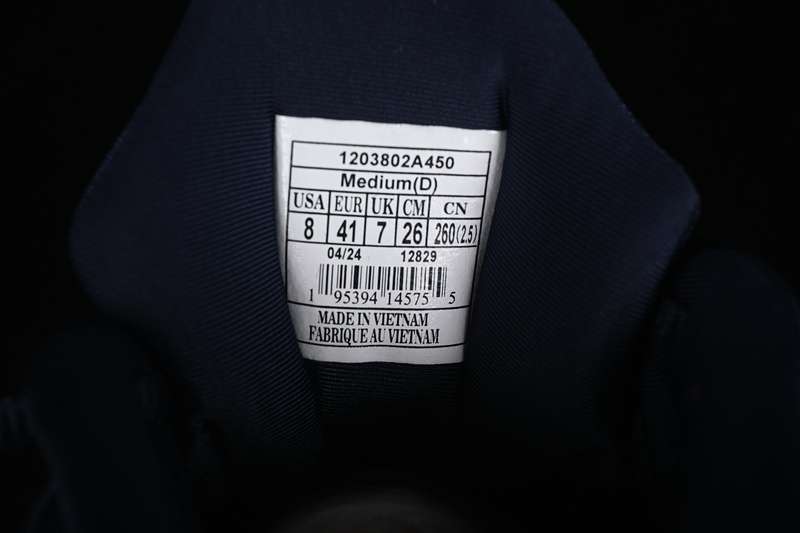 1203802A450
Medium(D)
USA EUR UK CM CN
8 41 7 26 260(2.5)
04/24 12829
1 95394 14575 5
MADE IN VIETNAM
FABRIQUE AU VIETNAM